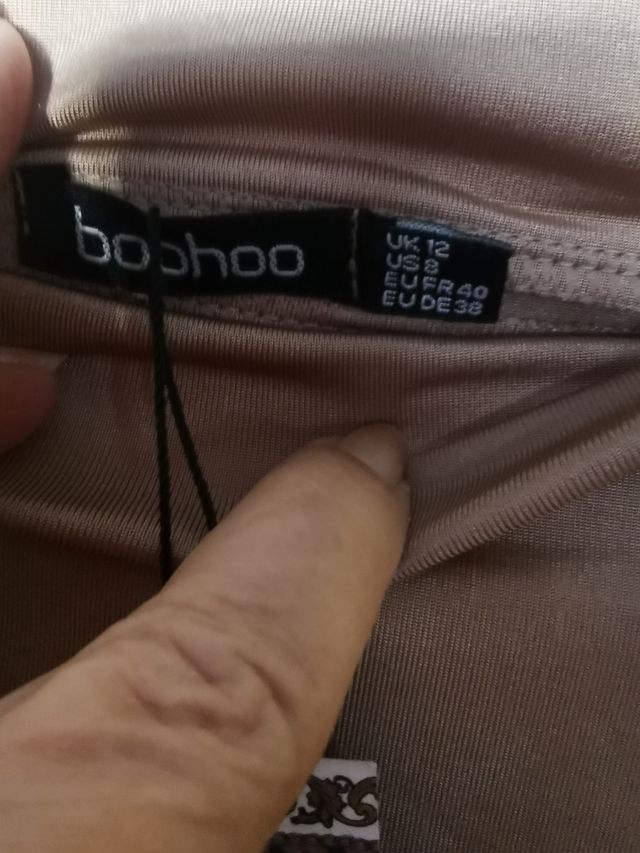 boohoo
UK 12
US 8
EU FR 40
EU DE 38